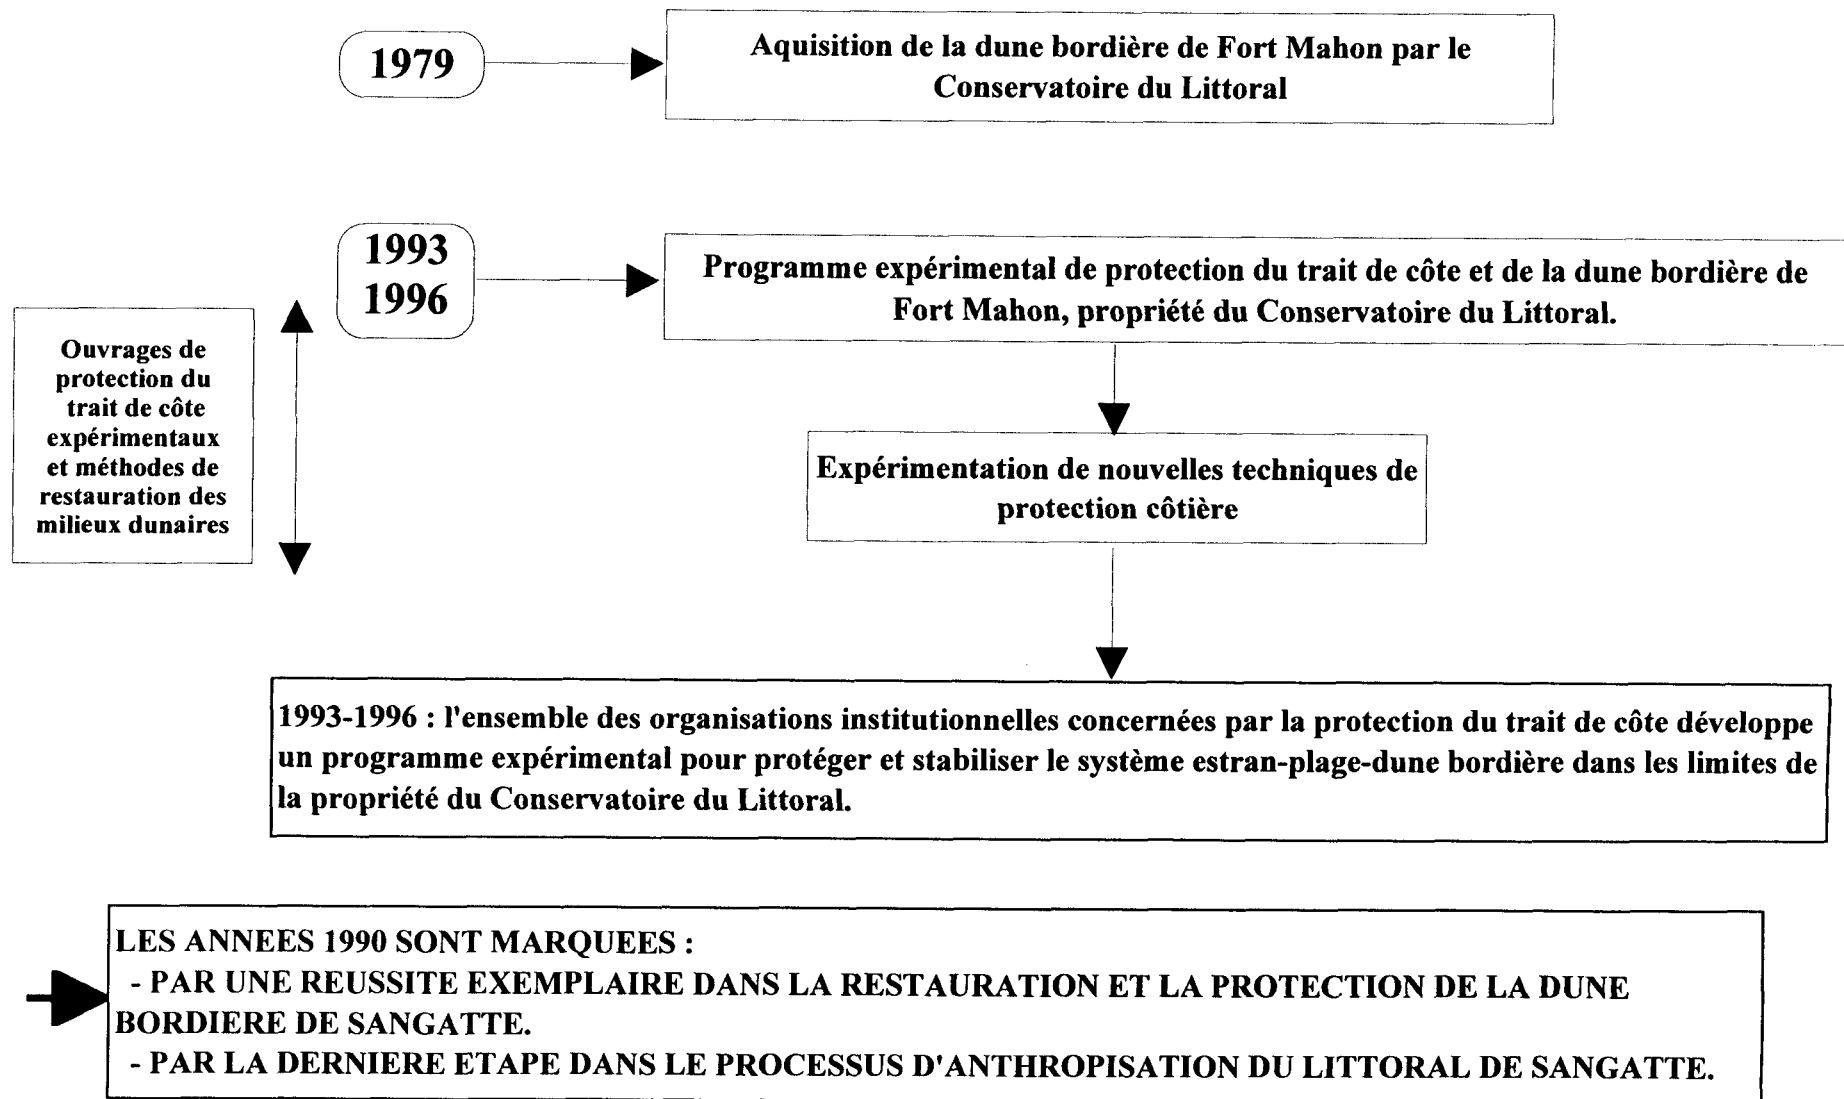 1979
Aquisition de la dune bordière de Fort Mahon par le
Conservatoire du Littoral
1993
1996
Programme expérimental de protection du trait de côte et de la dune bordière de
Fort Mahon, propriété du Conservatoire du Littoral.
Ouvrages de
protection du
trait de côte
expérimentaux
et méthodes de
restauration des
milieux dunaires
Expérimentation de nouvelles techniques de
protection côtière
1993-1996 : l'ensemble des organisations institutionnelles concernées par la protection du trait de côte développe
un programme expérimental pour protéger et stabiliser le système estran-plage-dune bordière dans les limites de
la propriété du Conservatoire du Littoral.
LES ANNEES 1990 SONT MARQUEES :
- PAR UNE REUSSITE EXEMPLAIRE DANS LA RESTAURATION ET LA PROTECTION DE LA DUNE
BORDIERE DE SANGATTE.
- PAR LA DERNIERE ETAPE DANS LE PROCESSUS D'ANTHROPISATION DU LITTORAL DE SANGATTE.